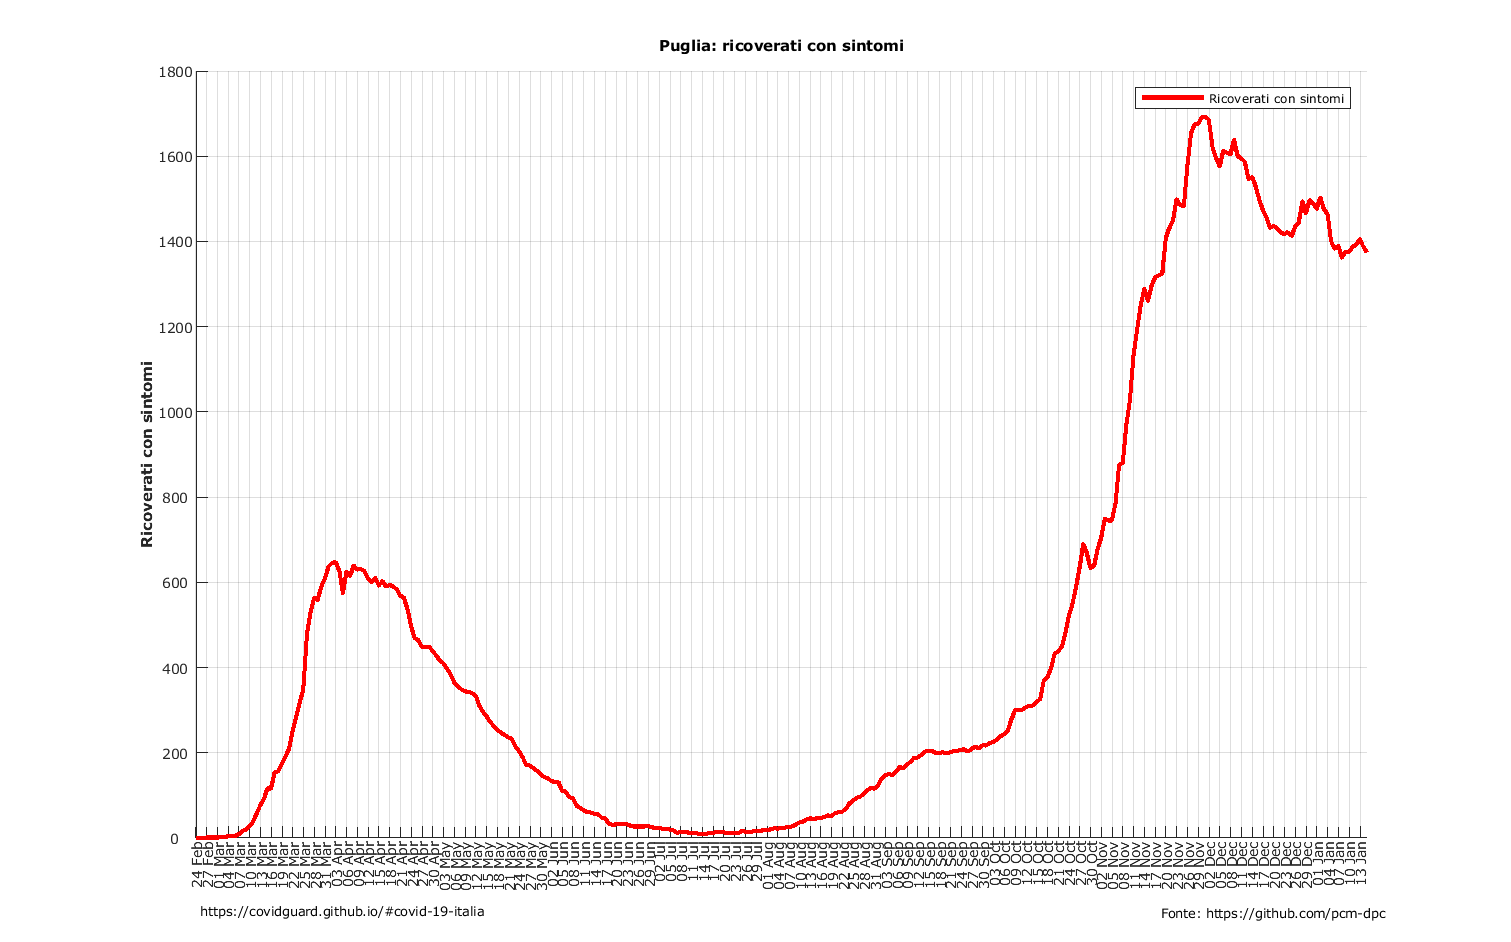 Puglia: ricoverati con sintomi
Ricoverati con sintomi
Ricoverati con sintomi
1800
1600
1400
1200
1000
800
600
400
200
0
24 Feb
27 Feb
01 Mar
04 Mar
07 Mar
10 Mar
13 Mar
16 Mar
19 Mar
22 Mar
25 Mar
28 Mar
31 Mar
03 Apr
06 Apr
09 Apr
12 Apr
15 Apr
18 Apr
21 Apr
24 Apr
27 Apr
30 Apr
03 May
06 May
09 May
12 May
15 May
18 May
21 May
24 May
27 May
30 May
02 Jun
05 Jun
08 Jun
11 Jun
14 Jun
17 Jun
20 Jun
23 Jun
26 Jun
29 Jun
02 Jul
05 Jul
08 Jul
11 Jul
14 Jul
17 Jul
20 Jul
23 Jul
26 Jul
29 Jul
01 Aug
04 Aug
07 Aug
10 Aug
13 Aug
16 Aug
19 Aug
22 Aug
25 Aug
28 Aug
31 Aug
03 Sep
06 Sep
09 Sep
12 Sep
15 Sep
18 Sep
21 Sep
24 Sep
27 Sep
30 Sep
03 Oct
06 Oct
09 Oct
12 Oct
15 Oct
18 Oct
21 Oct
24 Oct
27 Oct
30 Oct
02 Nov
05 Nov
08 Nov
11 Nov
14 Nov
17 Nov
20 Nov
23 Nov
26 Nov
29 Nov
02 Dec
05 Dec
08 Dec
11 Dec
14 Dec
17 Dec
20 Dec
23 Dec
26 Dec
29 Dec
01 Jan
04 Jan
07 Jan
10 Jan
13 Jan
https://covidguard.github.io/#covid-19-italia
Fonte: https://github.com/pcm-dpc